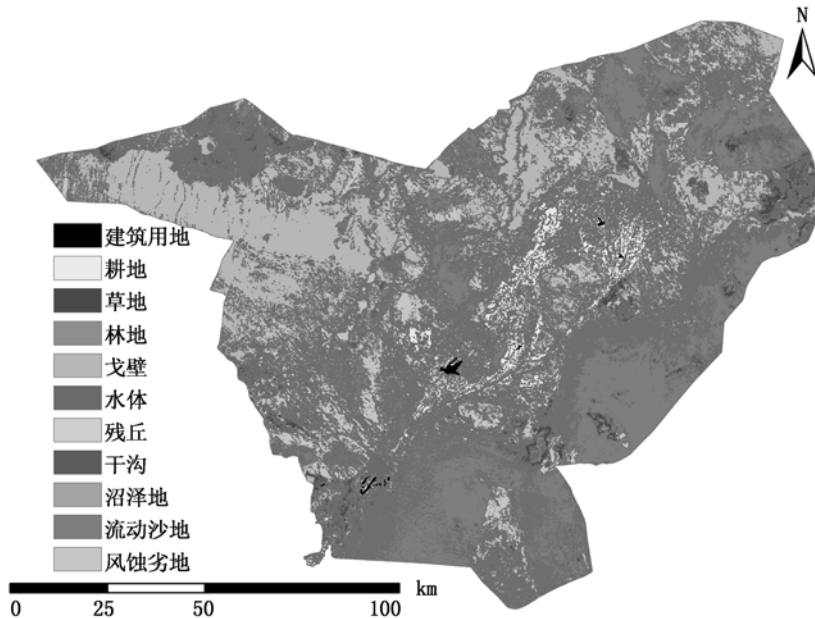 N
建筑用地
耕地
草地
林地
戈壁
水体
残丘
干沟
沼泽地
流动沙地
风蚀劣地
km
0 25 50 100